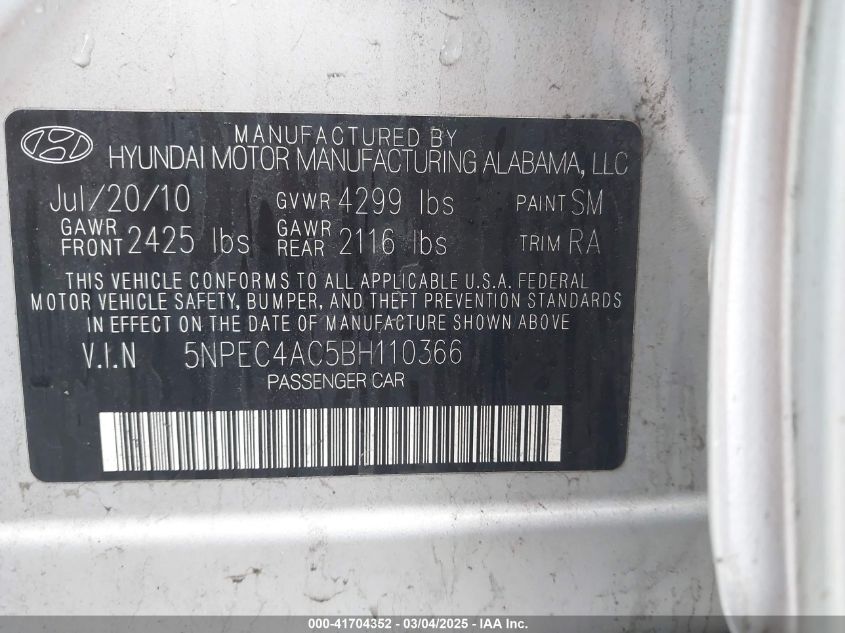 MANUFACTURED BY
HYUNDAI MOTOR MANUFACTURING ALABAMA, LLC
Jul/20/10 GVWR 4299 lbs PAINT SM
GAWR FRONT 2425 lbs GAWR REAR 2116 lbs TRIM RA
THIS VEHICLE CONFORMS TO ALL APPLICABLE U.S.A. FEDERAL
MOTOR VEHICLE SAFETY, BUMPER, AND THEFT PREVENTION STANDARDS
IN EFFECT ON THE DATE OF MANUFACTURE SHOWN ABOVE
V.I.N 5NPEC4AC5BH110366
PASSENGER CAR
000-41704352 - 03/04/2025 - IAAI.COM